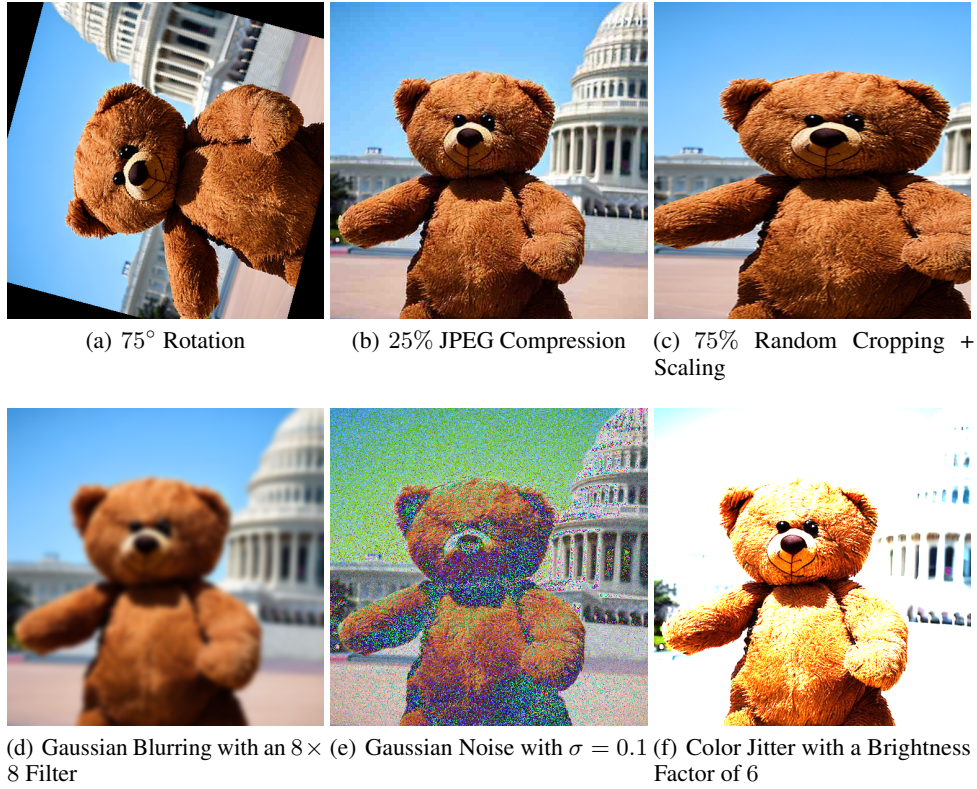 (a) 75° Rotation
(b) 25% JPEG Compression
(c) 75% Random Cropping +
Scaling
(d) Gaussian Blurring with an 8 ×
8 Filter
(e) Gaussian Noise with σ = 0.1
(f) Color Jitter with a Brightness
Factor of 6